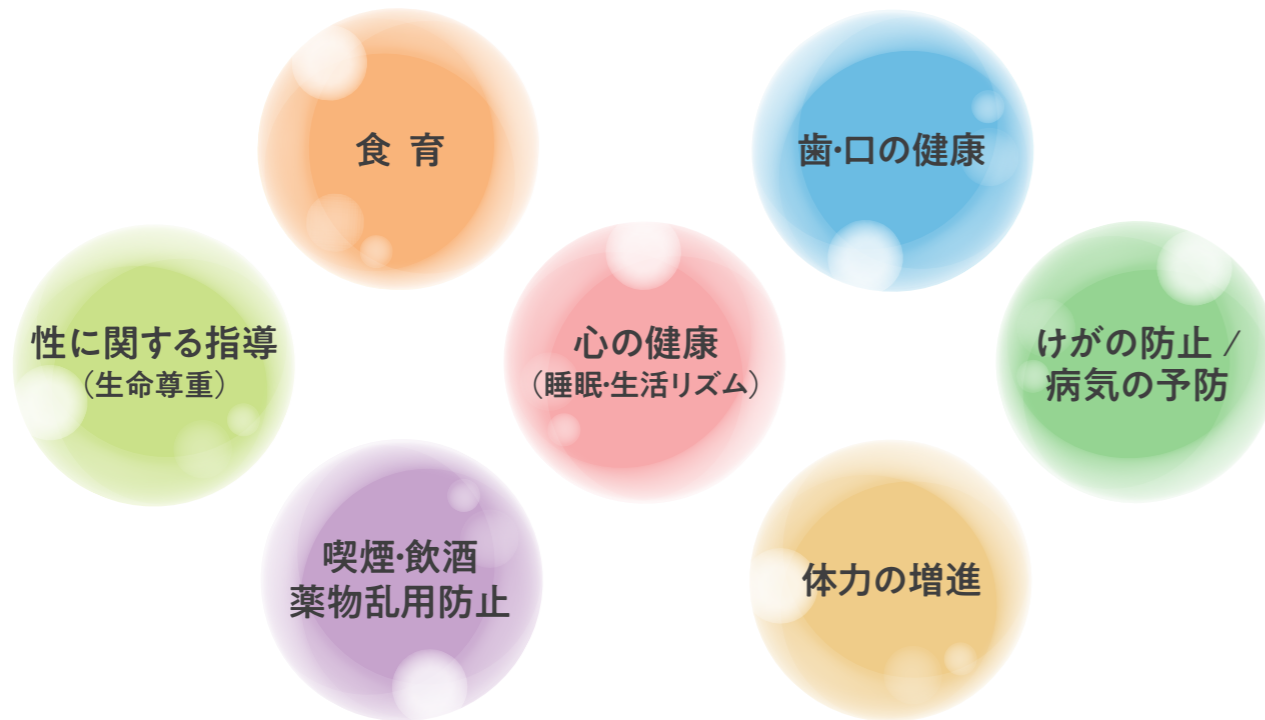 食 育
歯・口の健康
性に関する指導
（生命尊重）
心の健康
（睡眠・生活リズム）
けがの防止 /
病気の予防
喫煙・飲酒
薬物乱用防止
体力の増進